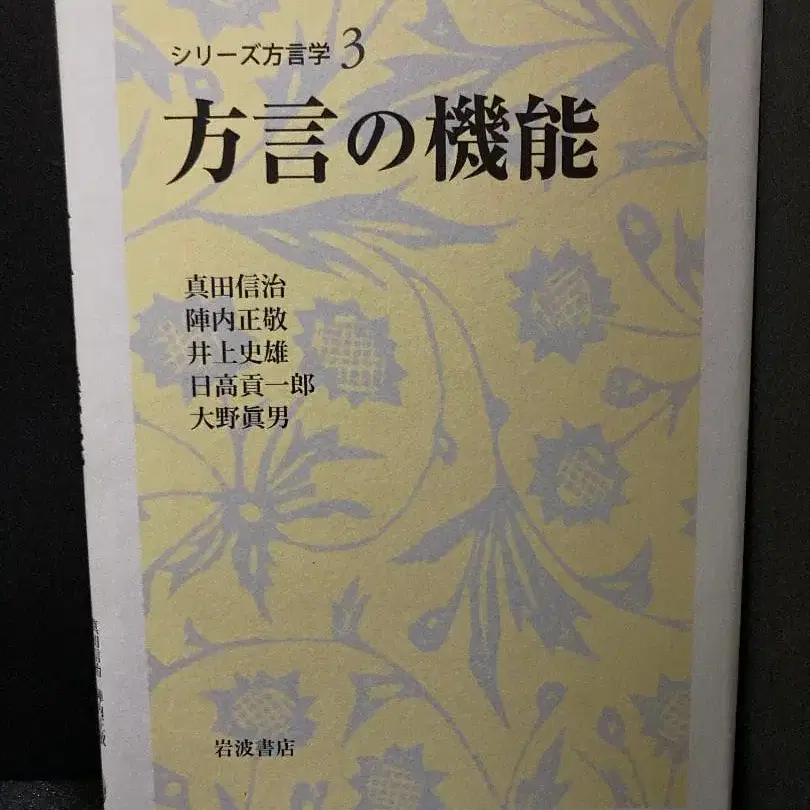 シリーズ方言学 3
方言の機能
真田信治
陣内正敬
井上史雄
日高貢一郎
大野眞男
岩波書店